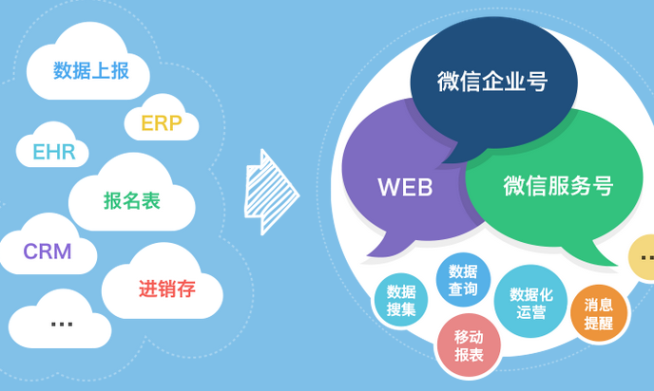 数据上报
ERP
EHR
报名表
CRM
进销存
...
微信企业号
WEB
微信服务号
数据
搜集
数据
查询
数据化
运营
消息
提醒
移动
报表
...